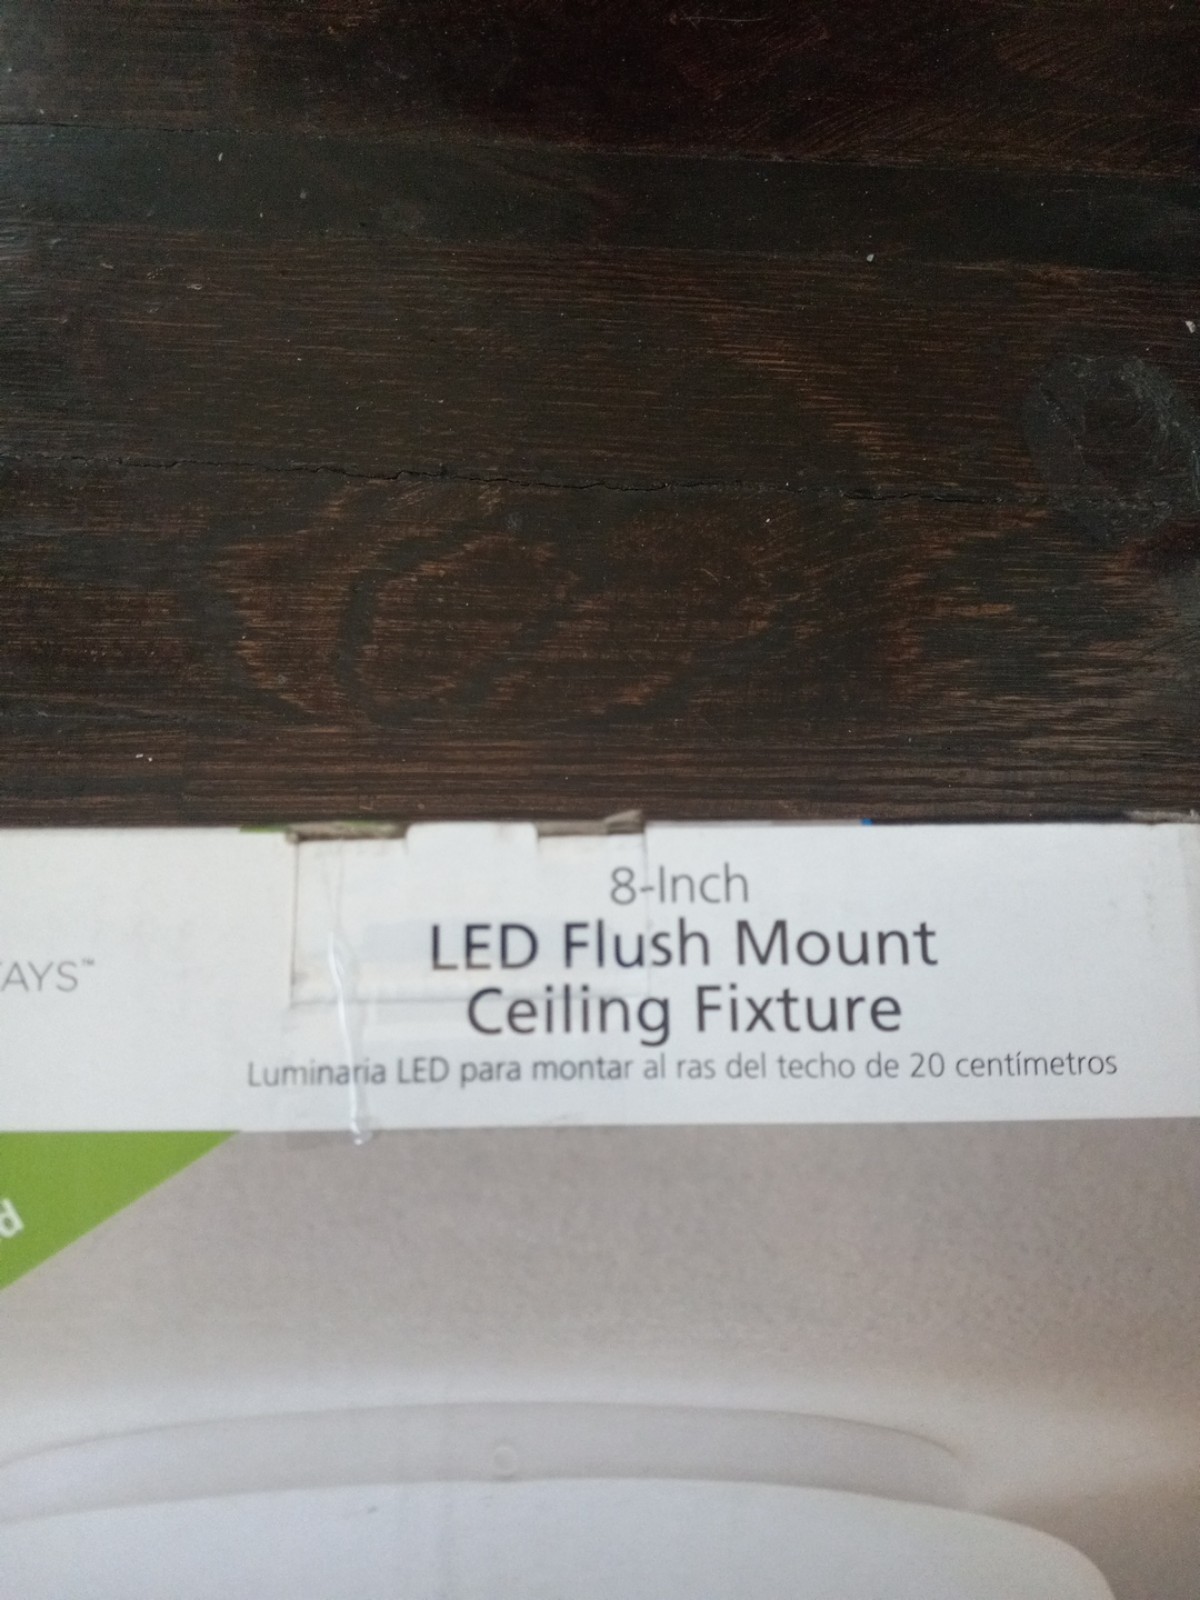 8-Inch
LED Flush Mount
Ceiling Fixture
Luminaria LED para montar al ras del techo de 20 centímetros
AYS™